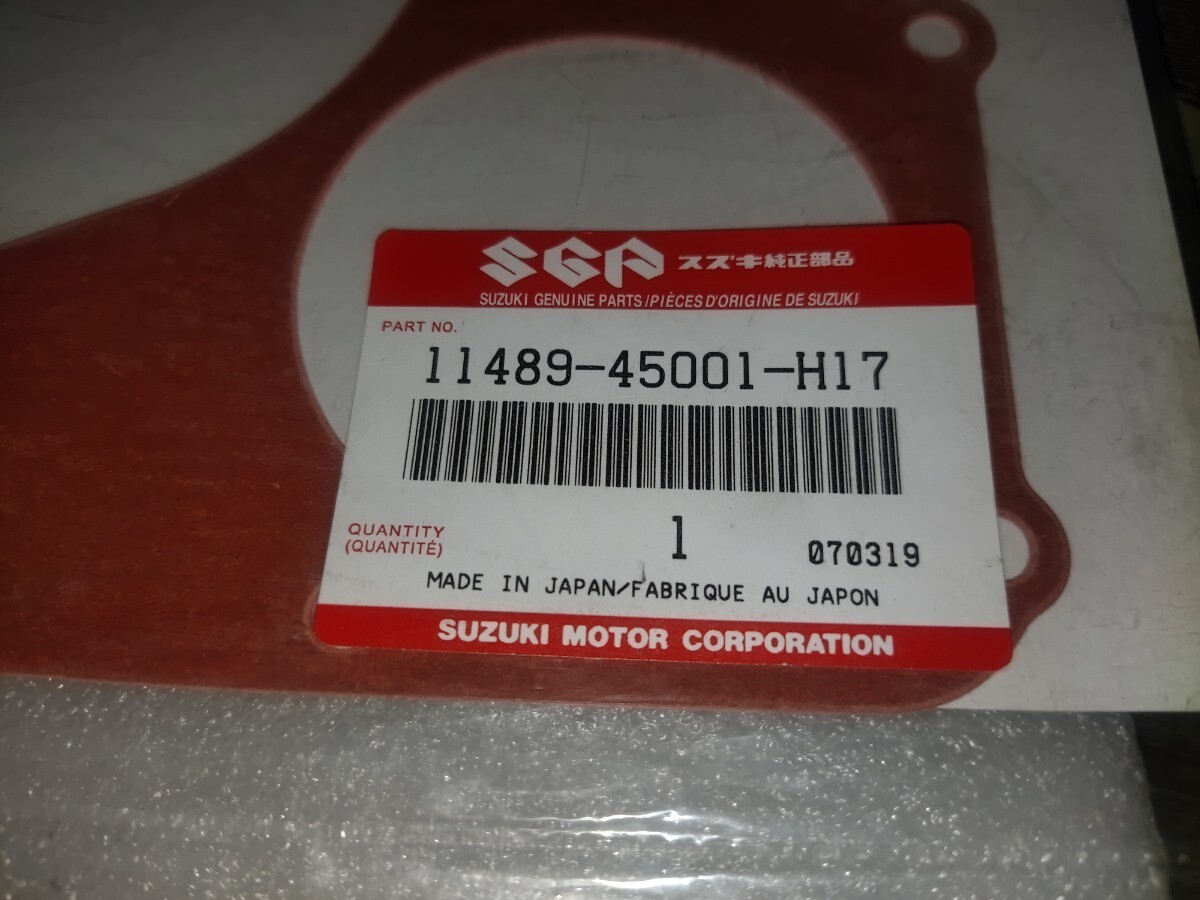 SGP スズキ純正部品
SUZUKI GENUINE PARTS/PIÈCES D'ORIGINE DE SUZUKI
PART NO.
11489-45001-H17
QUANTITY
(QUANTITÉ)
1
070319
MADE IN JAPAN/FABRIQUE AU JAPON
SUZUKI MOTOR CORPORATION